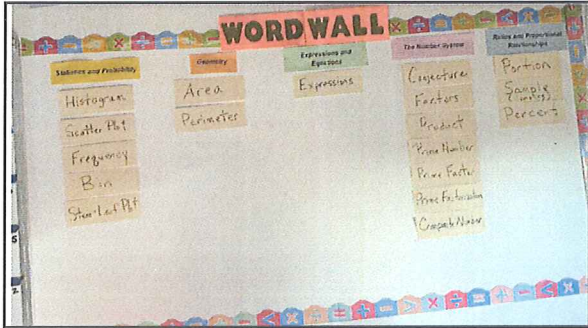 WORD WALL
Statistics and Probability
Histogram
Scatter Plot
Frequency
Bin
Stem-Leaf Plot
Geometry
Area
Perimeter
Expressions and
Equations
Expressions
The Number System
Conjecture
Factors
Product
Prime Number
Prime Factor
Prime Factorization
Composite Number
Ratios and Proportional
Relationships
Portion
Sample
Percent